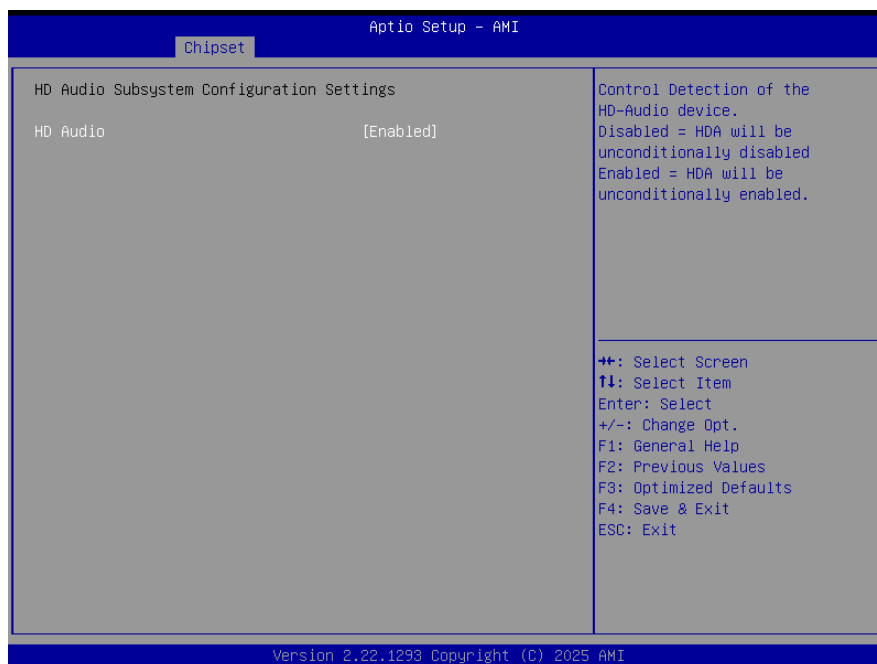 Aptio Setup - AMI
Chipset
HD Audio Subsystem Configuration Settings
HD Audio [Enabled]
Control Detection of the
HD-Audio device.
Disabled = HDA will be
unconditionally disabled
Enabled = HDA will be
unconditionally enabled.
→←: Select Screen
↑↓: Select Item
Enter: Select
+/-: Change Opt.
F1: General Help
F2: Previous Values
F3: Optimized Defaults
F4: Save & Exit
ESC: Exit
Version 2.22.1293 Copyright (C) 2025 AMI